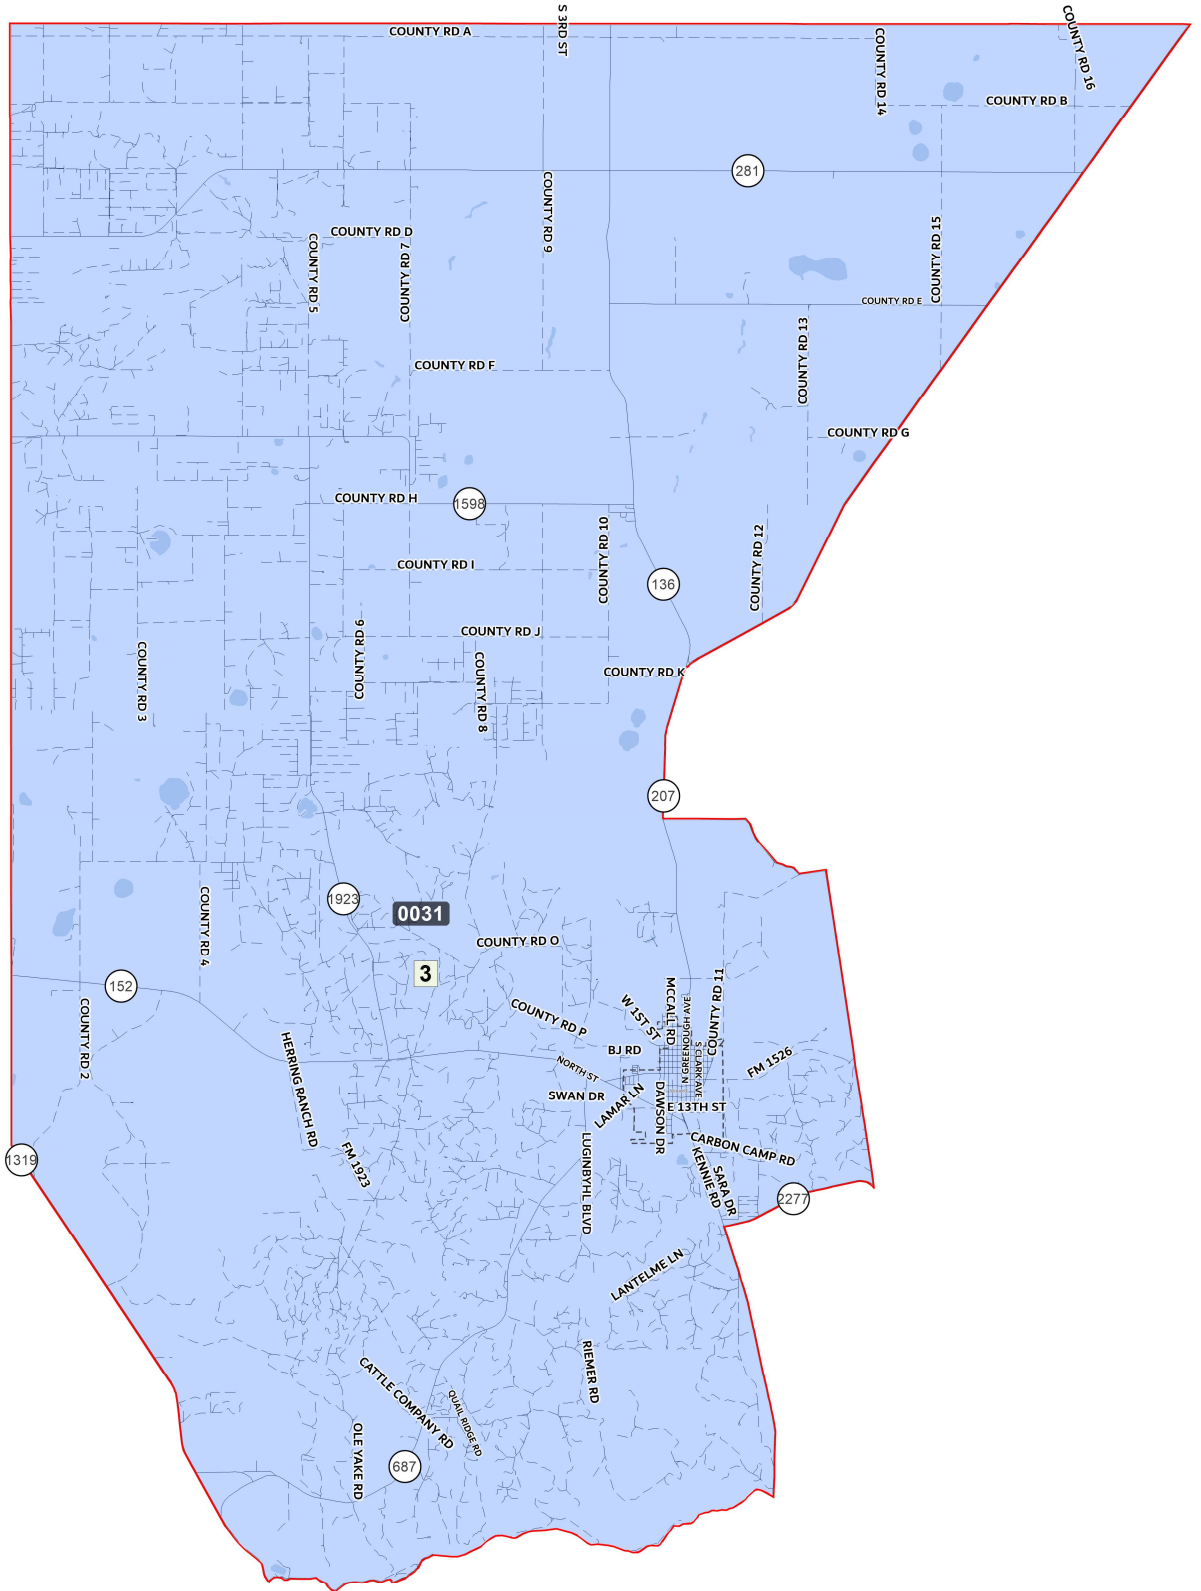 S 3RD ST
COUNTY RD 16
COUNTY RD A
COUNTY RD 14
COUNTY RD B
281
COUNTY RD 9
COUNTY RD 15
COUNTY RD D
COUNTY RD 5
COUNTY RD 7
COUNTY RD E
COUNTY RD 13
COUNTY RD F
COUNTY RD G
COUNTY RD H
1598
COUNTY RD 10
COUNTY RD 12
COUNTY RD I
136
COUNTY RD 6
COUNTY RD J
COUNTY RD 3
COUNTY RD 8
COUNTY RD K
207
COUNTY RD 4
1923
0031
COUNTY RD O
3
152
MCCALL RD
COUNTY RD 11
W 1ST ST
N GREENOUGH AVE
COUNTY RD 2
COUNTY RD P
HERRING RANCH RD
BJ RD
S CLARK AVE
FM 1526
NORTH ST
SWAN DR
LAMAR LN
DAWSON DR
E 13TH ST
1319
FM 1923
LUGINBYHL BLVD
CARBON CAMP RD
KENNIE RD
SARA DR
2277
LANTELME LN
RIEMER RD
CATTLE COMPANY RD
QUAIL RIDGE RD
OLE YAKE RD
687